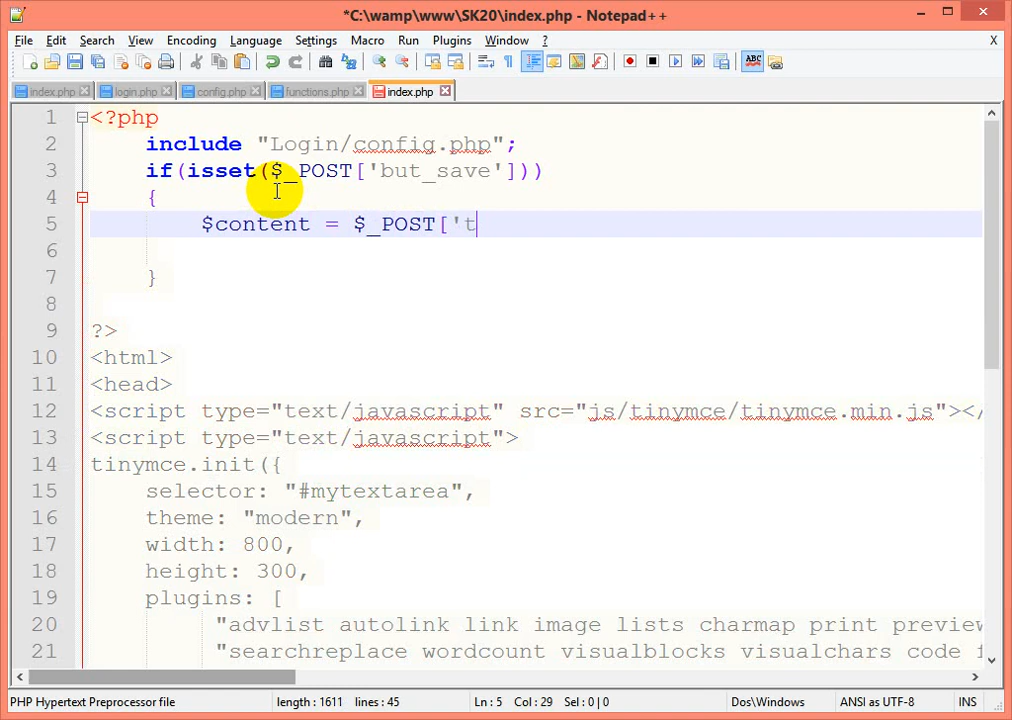 *C:\wamp\www\SK20\index.php - Notepad++
File Edit Search View Encoding Language Settings Macro Run Plugins Window ? X
index.php login.php config.php functions.php index.php
1 <?php
2 include "Login/config.php";
3 if(isset($_POST['but_save']))
4 {
5 $content = $_POST['t
6
7 }
8
9 ?>
10 <html>
11 <head>
12 <script type="text/javascript" src="js/tinymce/tinymce.min.js"></
13 <script type="text/javascript">
14 tinymce.init({
15 selector: "#mytextarea",
16 theme: "modern",
17 width: 800,
18 height: 300,
19 plugins: [
20 "advlist autolink link image lists charmap print preview
21 "searchreplace wordcount visualblocks visualchars code f
PHP Hypertext Preprocessor file length : 1611 lines : 45 Ln : 5 Col : 29 Sel : 0 | 0 Dos\Windows ANSI as UTF-8 INS